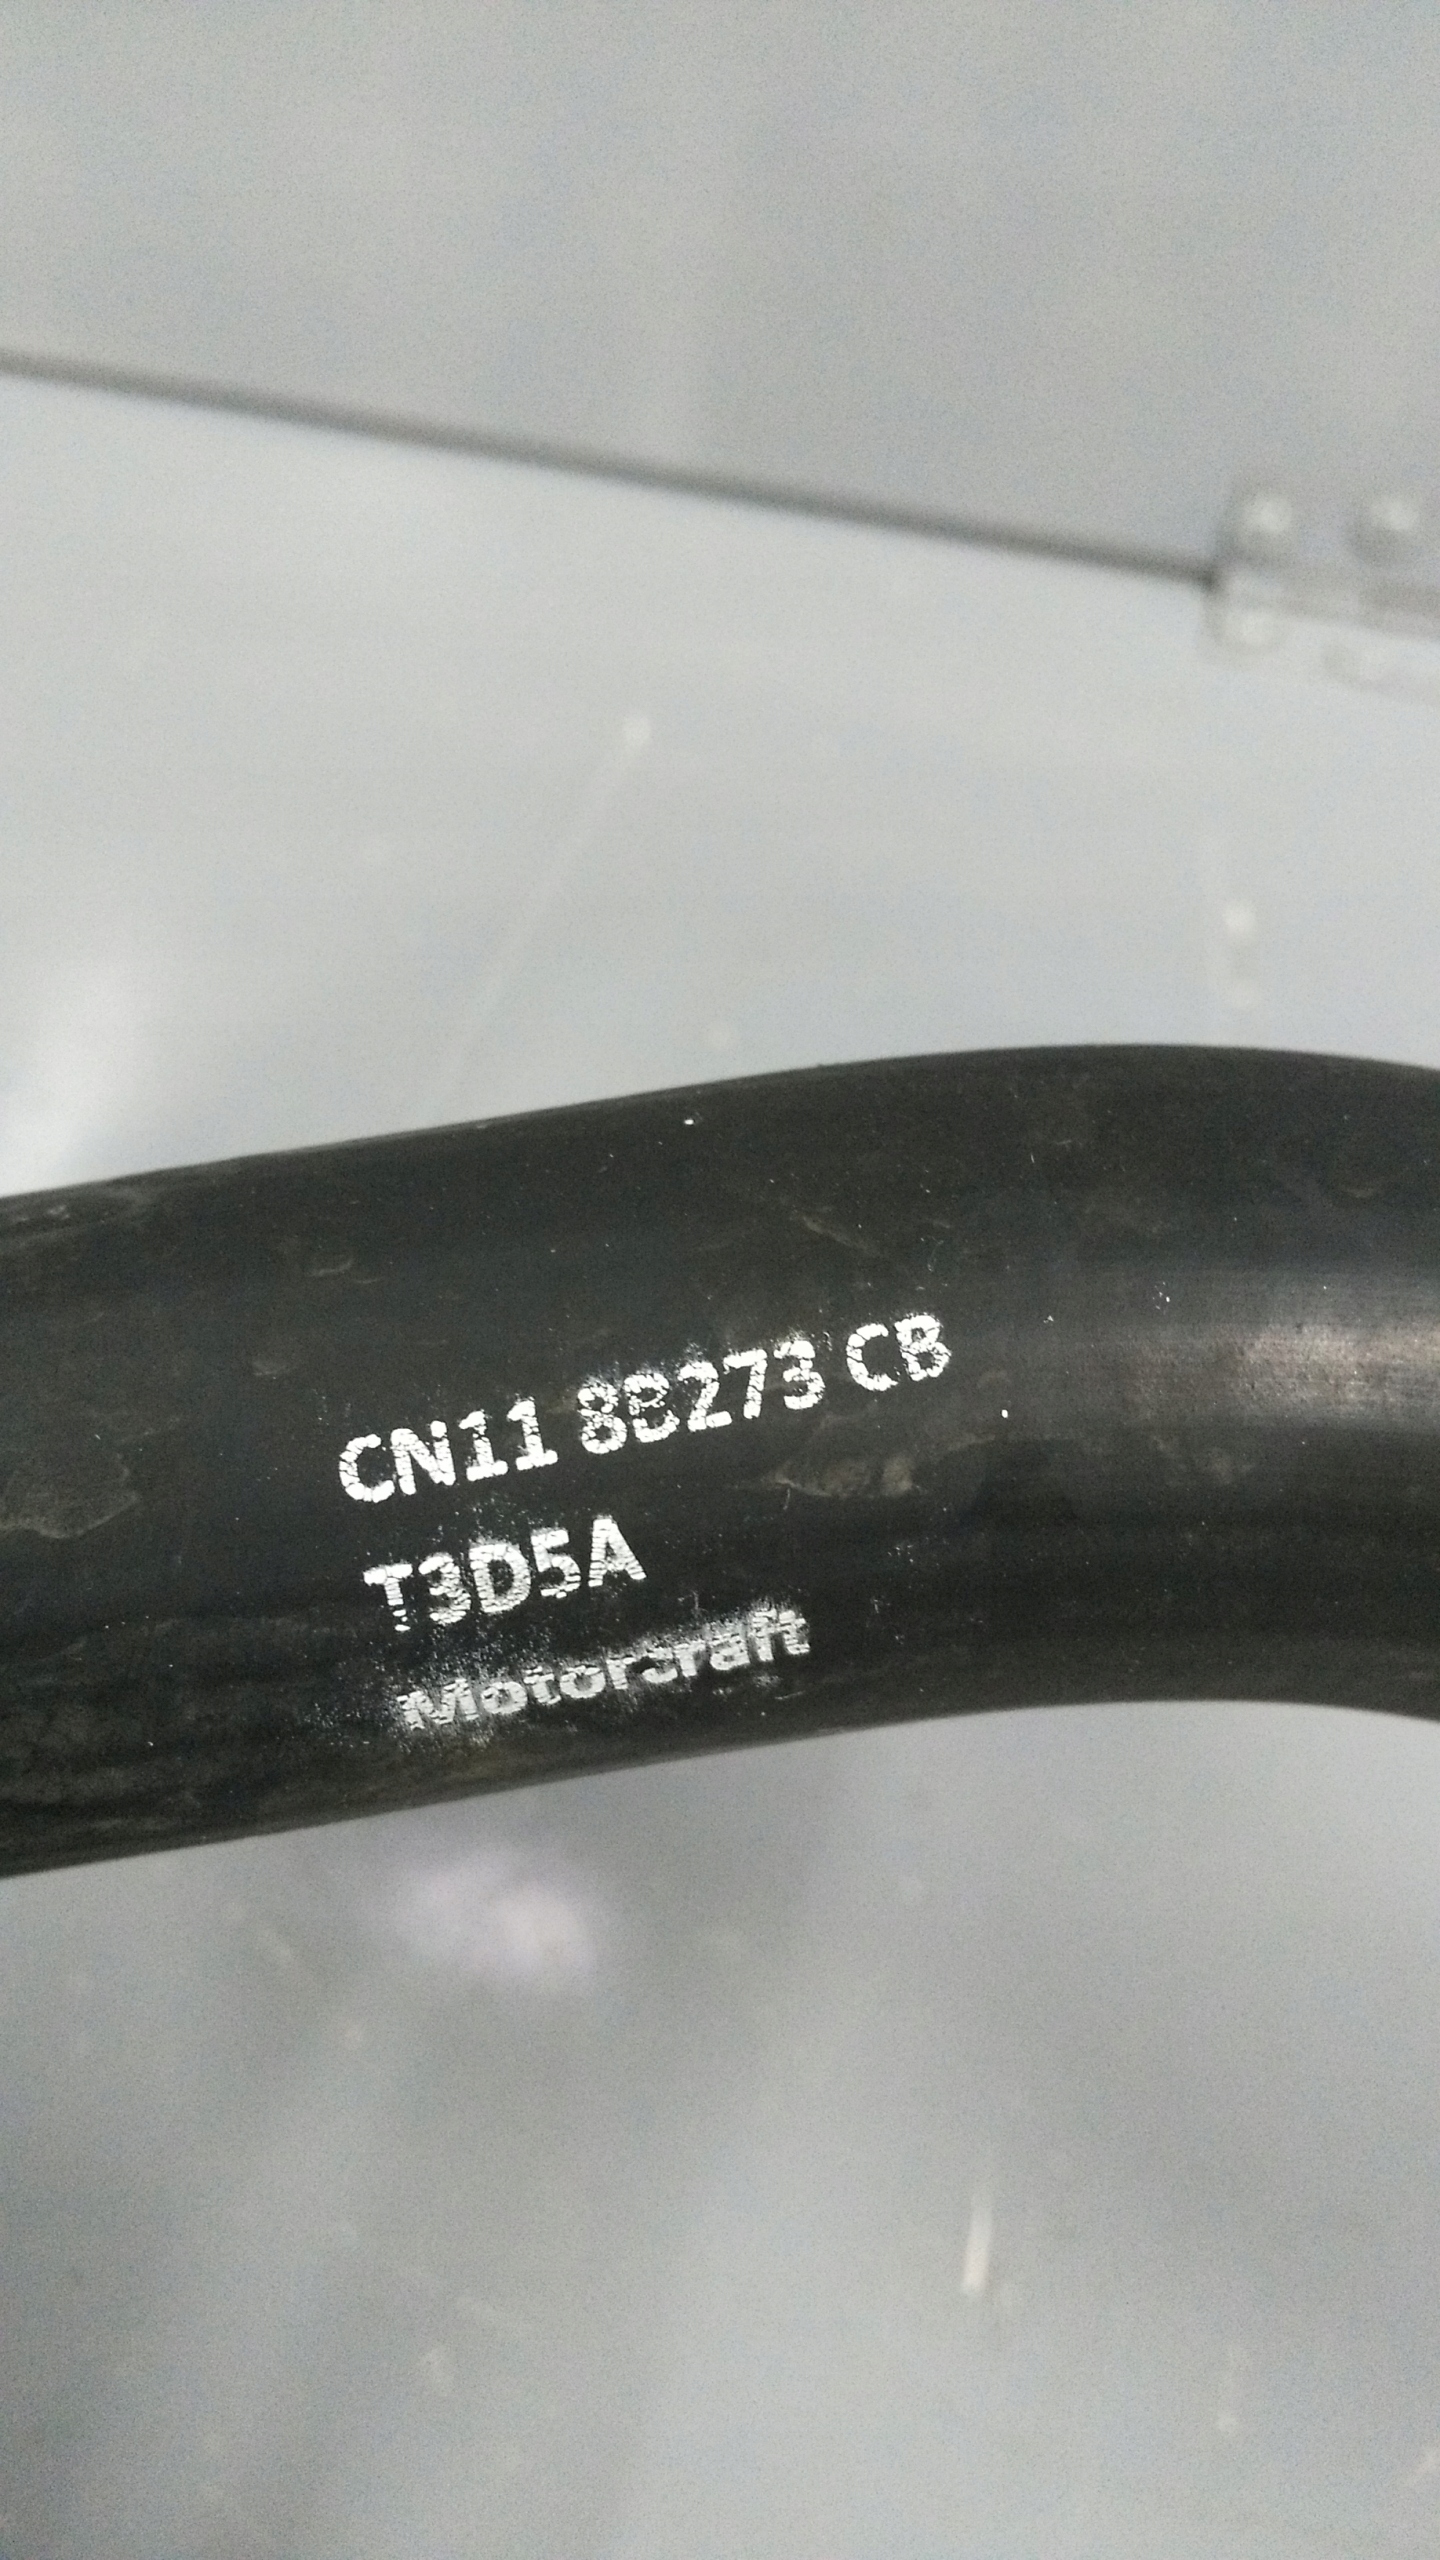 CN11 8B273 CB
T3D5A
Motorcraft